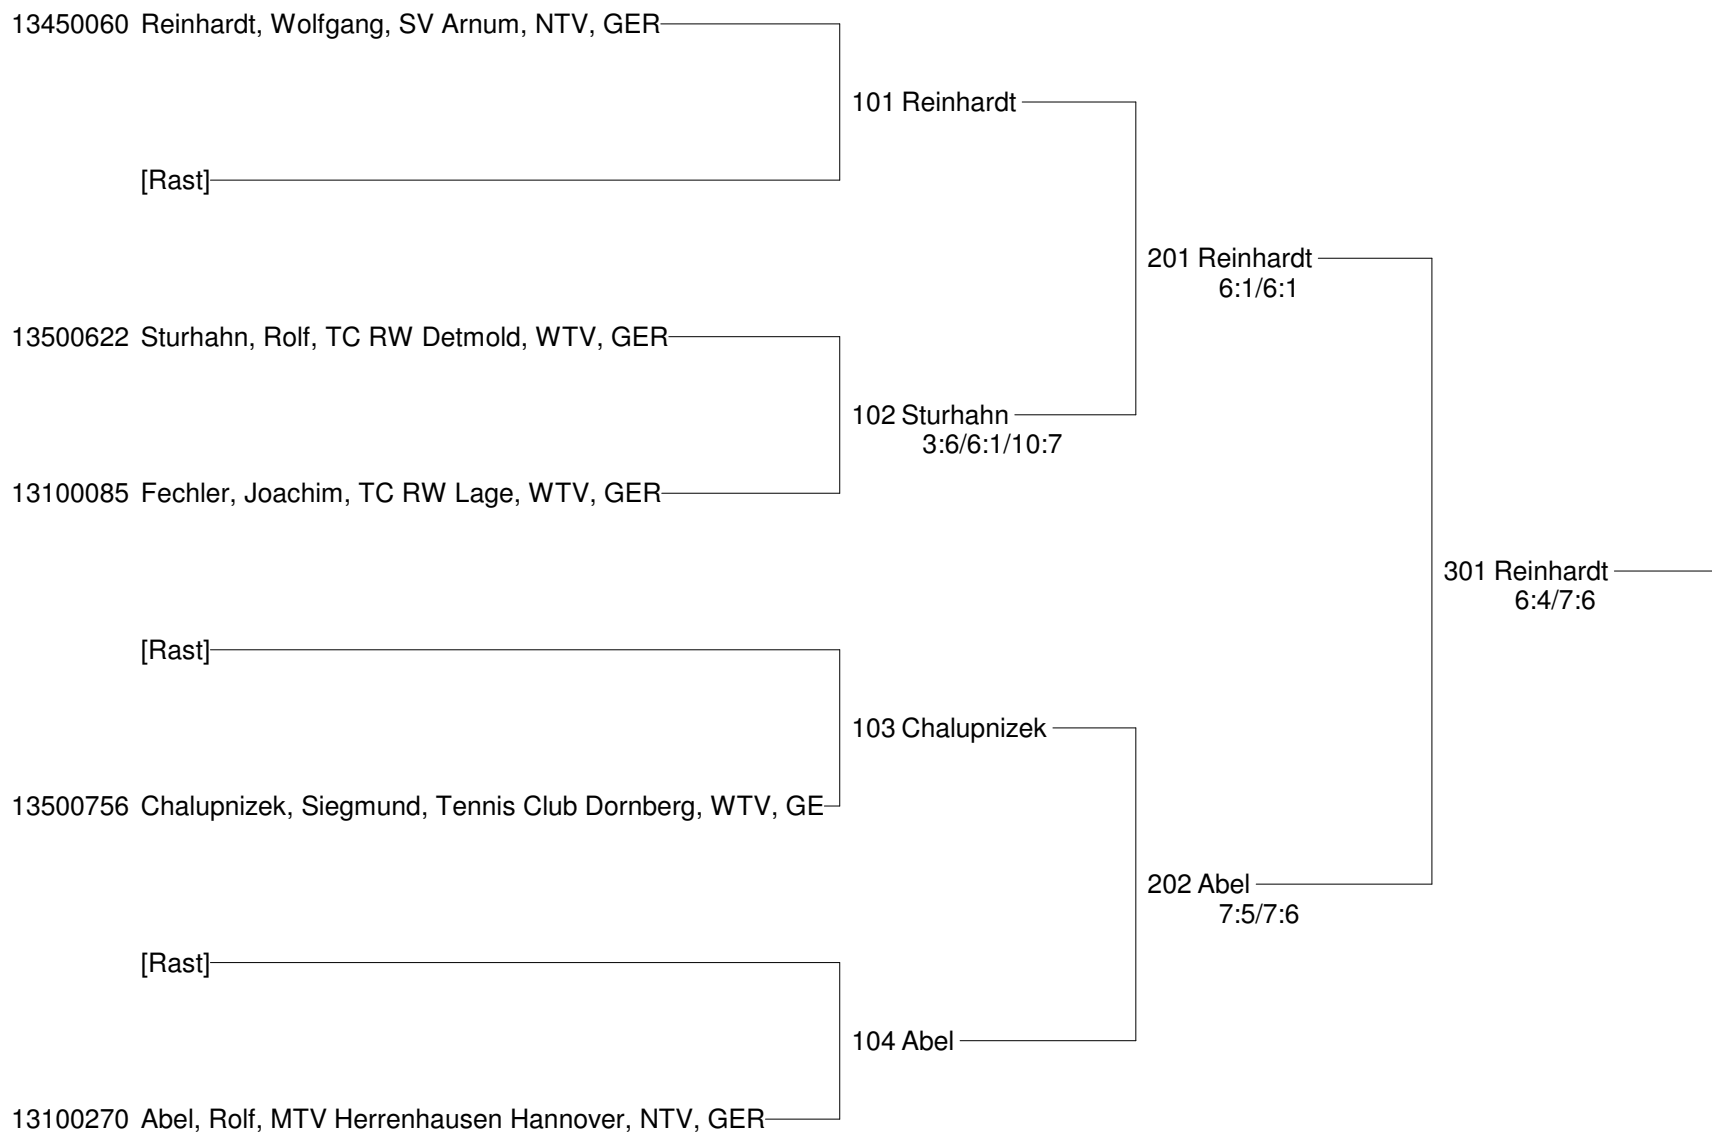 13450060 Reinhardt, Wolfgang, SV Arnum, NTV, GER
101 Reinhardt
[Rast]
201 Reinhardt
6:1/6:1
13500622 Sturhahn, Rolf, TC RW Detmold, WTV, GER
102 Sturhahn
3:6/6:1/10:7
13100085 Fechler, Joachim, TC RW Lage, WTV, GER
301 Reinhardt
6:4/7:6
[Rast]
103 Chalupnizek
13500756 Chalupnizek, Siegmund, Tennis Club Dornberg, WTV, GE
202 Abel
7:5/7:6
[Rast]
104 Abel
13100270 Abel, Rolf, MTV Herrenhausen Hannover, NTV, GER